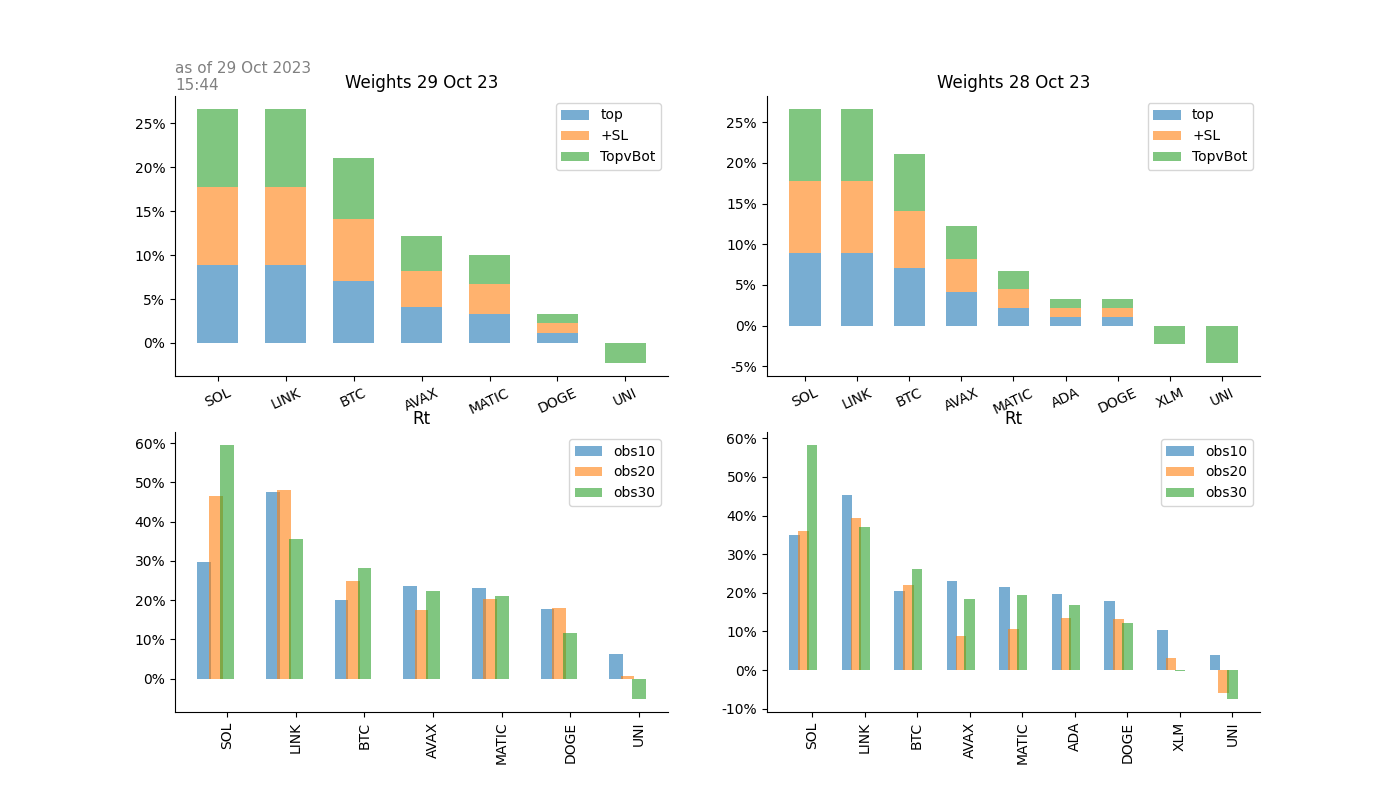 as of 29 Oct 2023
15:44
Weights 29 Oct 23
25%
20%
15%
10%
5%
0%
top
+SL
TopvBot
SOL
LINK
BTC
AVAX
MATIC
DOGE
UNI
Weights 28 Oct 23
25%
20%
15%
10%
5%
0%
-5%
top
+SL
TopvBot
SOL
LINK
BTC
AVAX
MATIC
ADA
DOGE
XLM
UNI
Rt
60%
50%
40%
30%
20%
10%
0%
obs10
obs20
obs30
SOL
LINK
BTC
AVAX
MATIC
DOGE
UNI
Rt
60%
50%
40%
30%
20%
10%
0%
-10%
obs10
obs20
obs30
SOL
LINK
BTC
AVAX
MATIC
ADA
DOGE
XLM
UNI